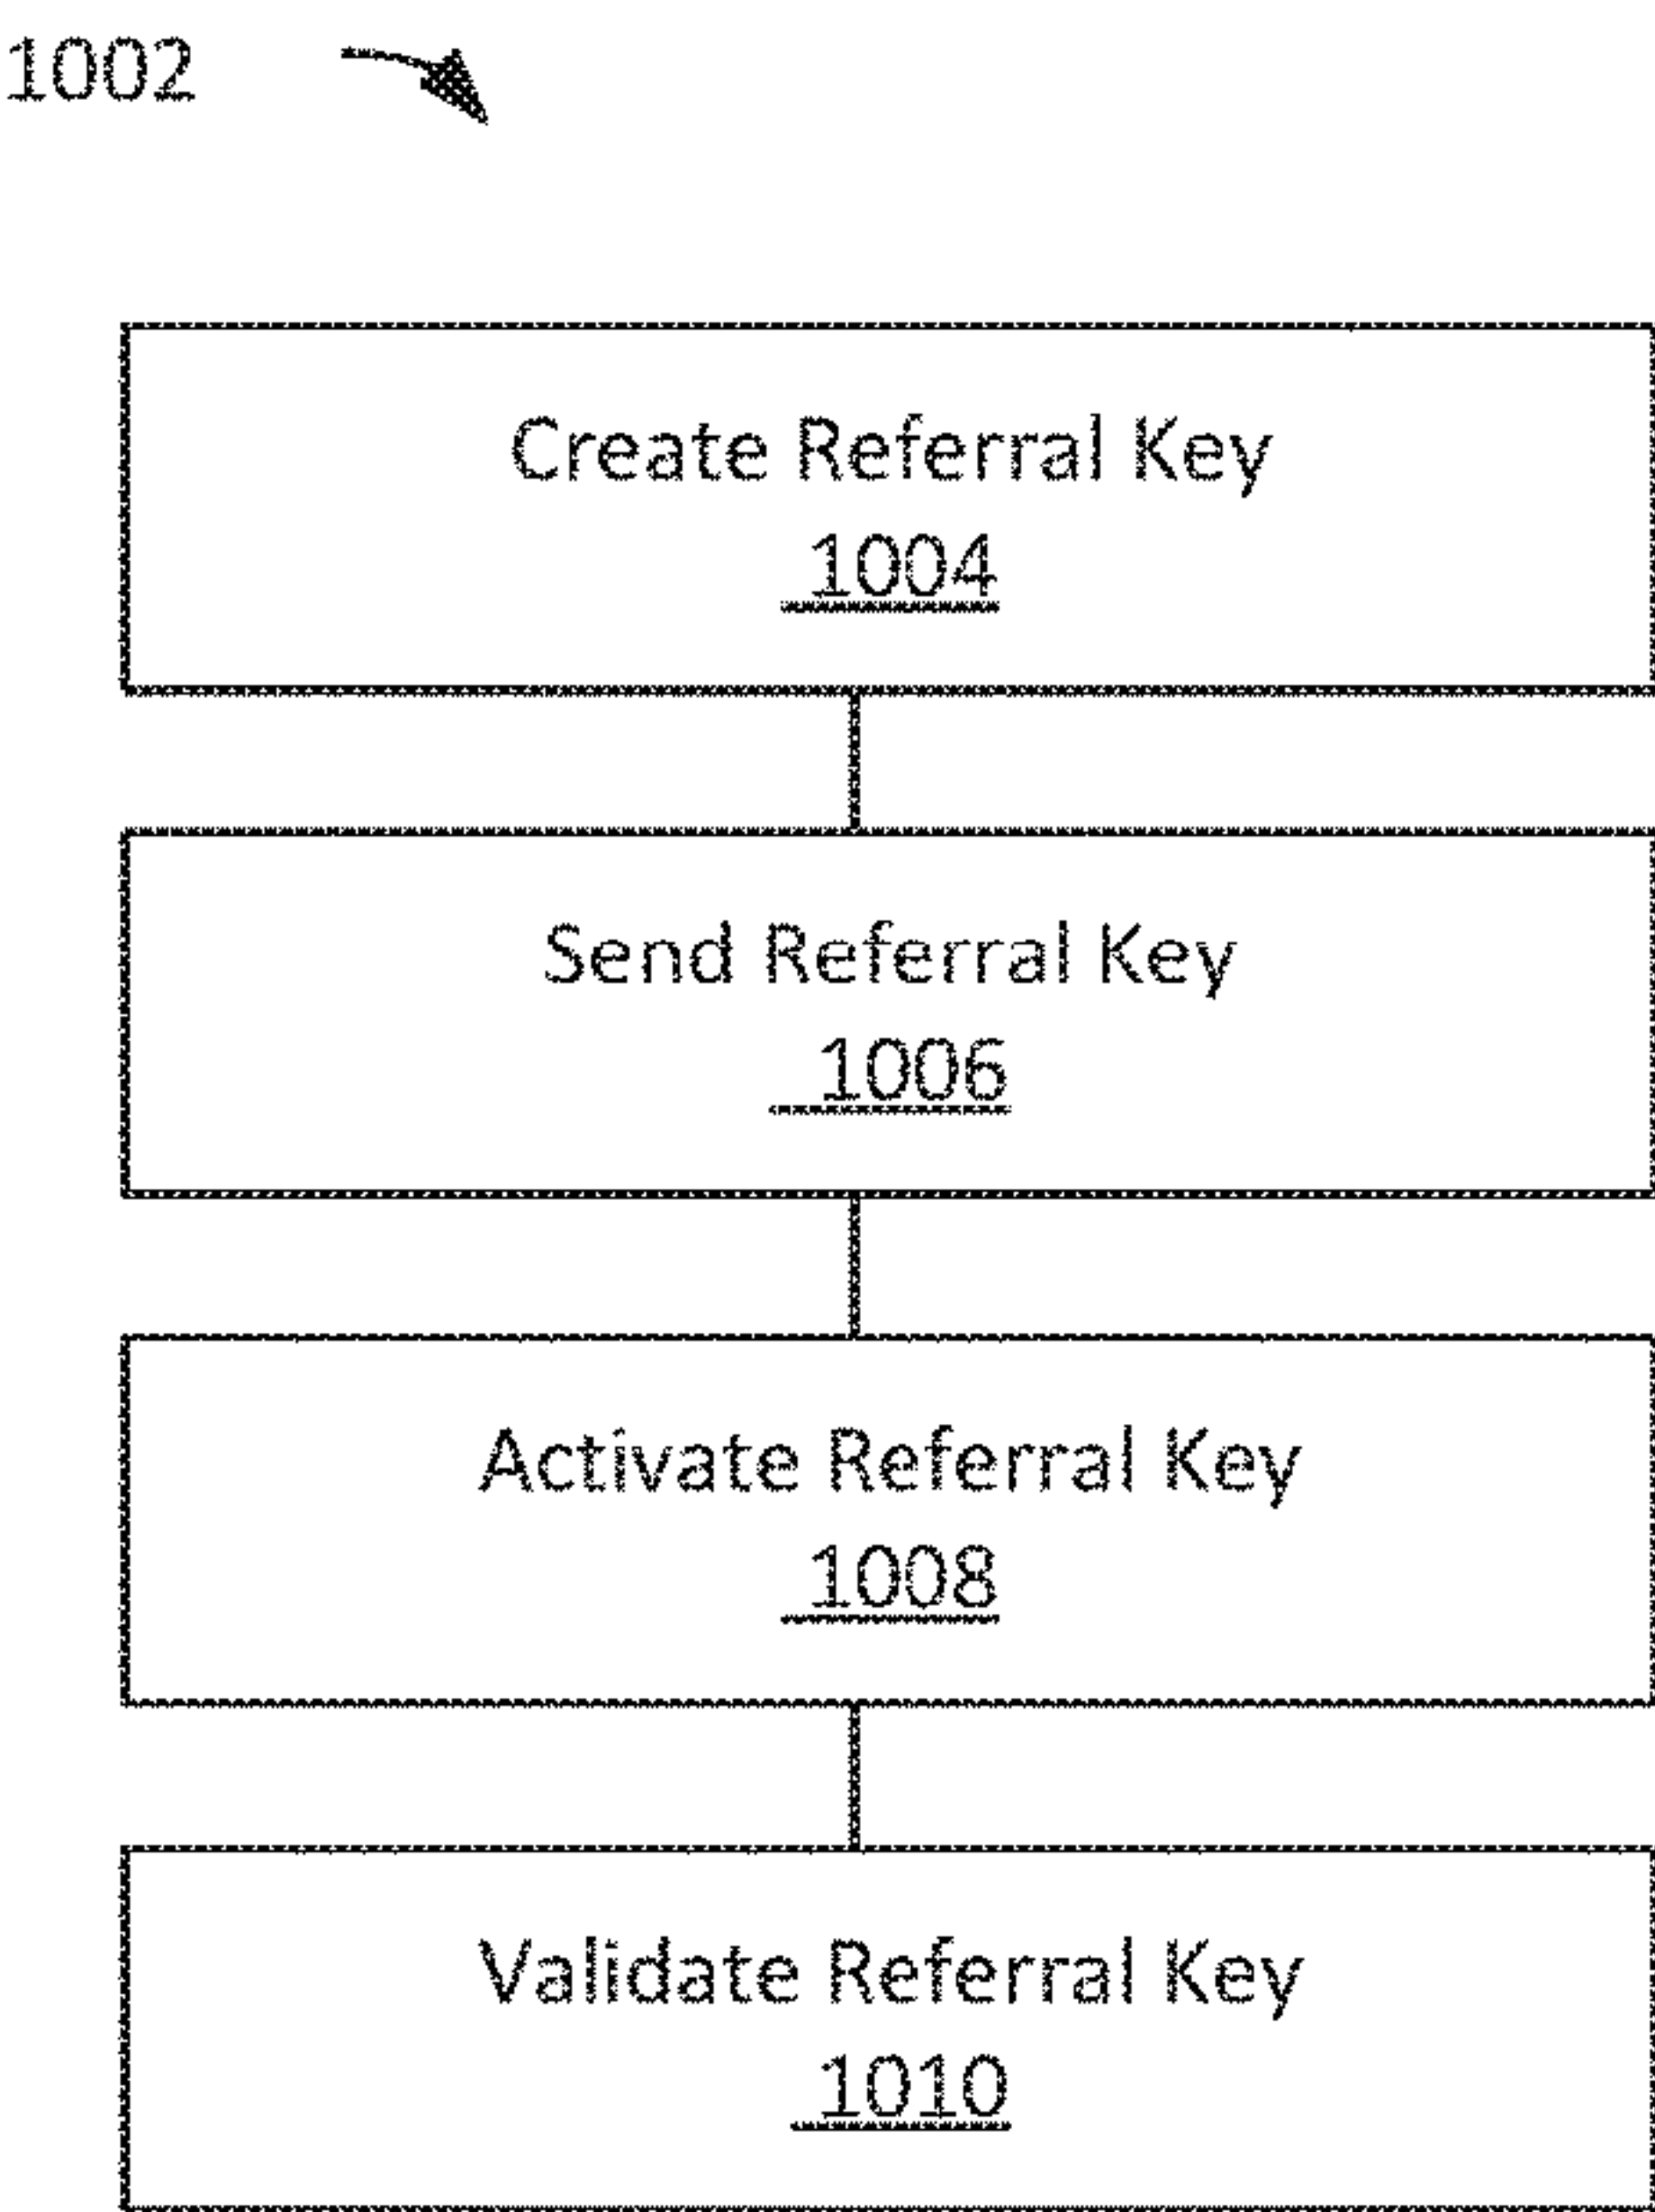 1002
Create Referral Key
1004
Send Referral Key
1006
Activate Referral Key
1008
Validate Referral Key
1010